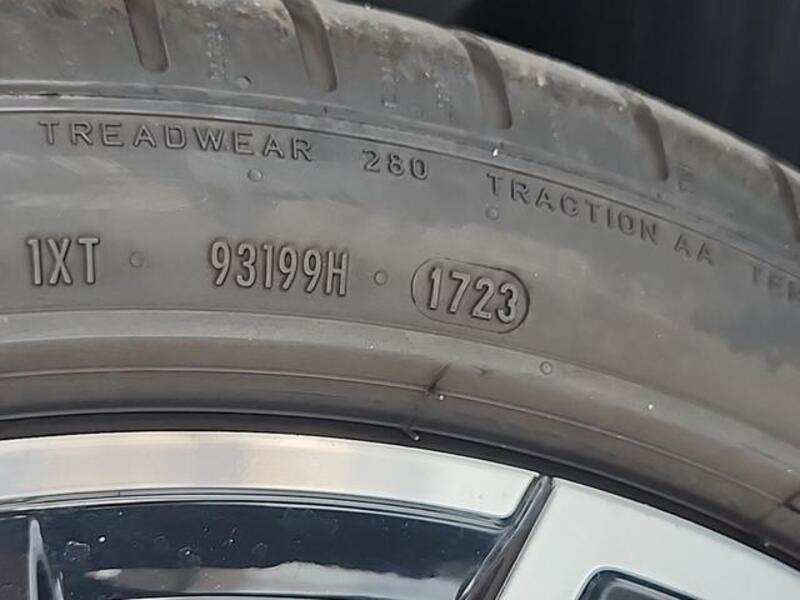 TREADWEAR 280 TRACTION AA
1XT 93199H 1723